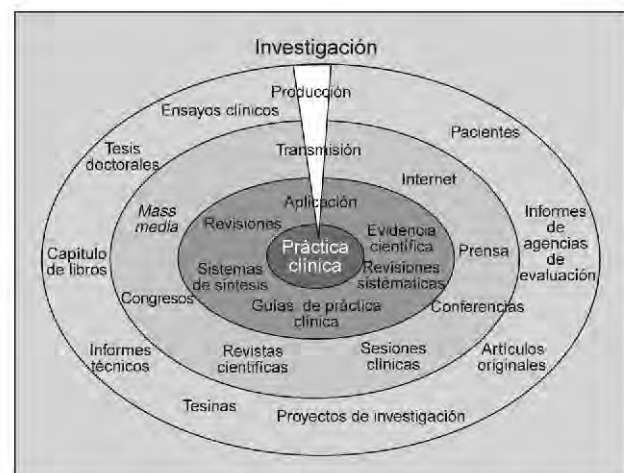 Investigación
Producción
Ensayos clínicos
Pacientes
Tesis
doctorales
Transmisión
Internet
Mass
media
Aplicación
Revisiones
Evidencia
científica
Informes
de
agencias
de
evaluación
Capitulo
de libros
Práctica
clínica
Prensa
Sistemas
de síntesis
Revisiones
sistématicas
Congresos
Guías de práctica
clínica
Conferencias
Informes
técnicos
Revistas
científicas
Sesiones
clínicas
Artículos
originales
Tesinas
Proyectos de investigación